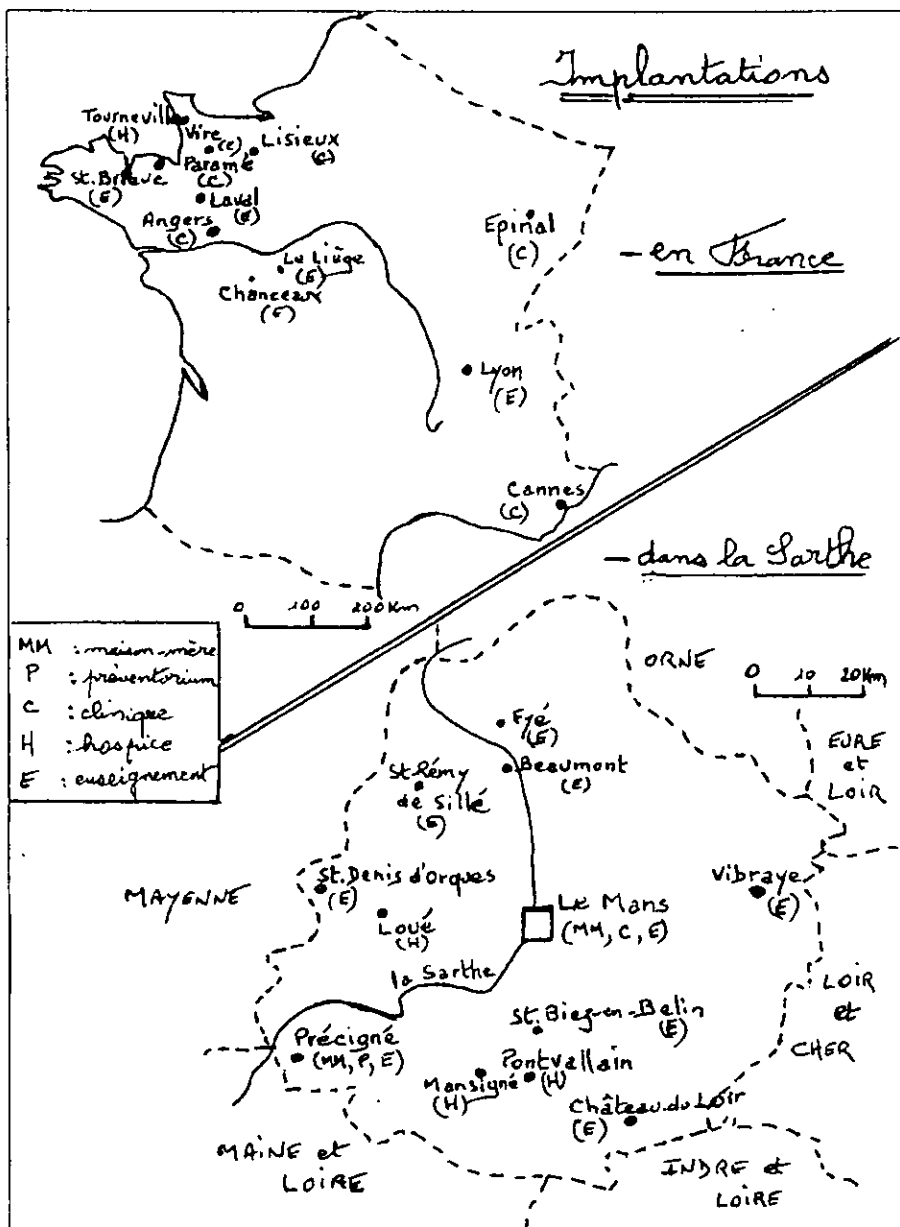 Implantations
- en France
Tourneville
(H)
Vire
(C)
Lisieux
(C)
St. Brieuc
(E)
Paramé
(C)
Laval
(E)
Angers
(C)
Epinal
(C)
Le Liège
(E)
Chanceaux
(E)
Lyon
(E)
Cannes
(C)
0 100 200 Km
- dans la Sarthe
MM : maison-mère
P : préventorium
C : clinique
H : hospice
E : enseignement
ORNE
0 10 20 Km
Fyé
(E)
EURE
et
LOIR
Beaumont
(E)
St Rémy
de Sillé
(E)
MAYENNE
St. Denis d'Orques
(E)
Vibraye
(E)
Loué
(H)
Le Mans
(MM, C, E)
la Sarthe
LOIR
et
CHER
St. Biez-en-Belin
(E)
Précigné
(MM, P, E)
Pontvallain
(H)
Mansigné
(H)
Château-du-Loir
(E)
MAINE et
LOIRE
INDRE et
LOIRE